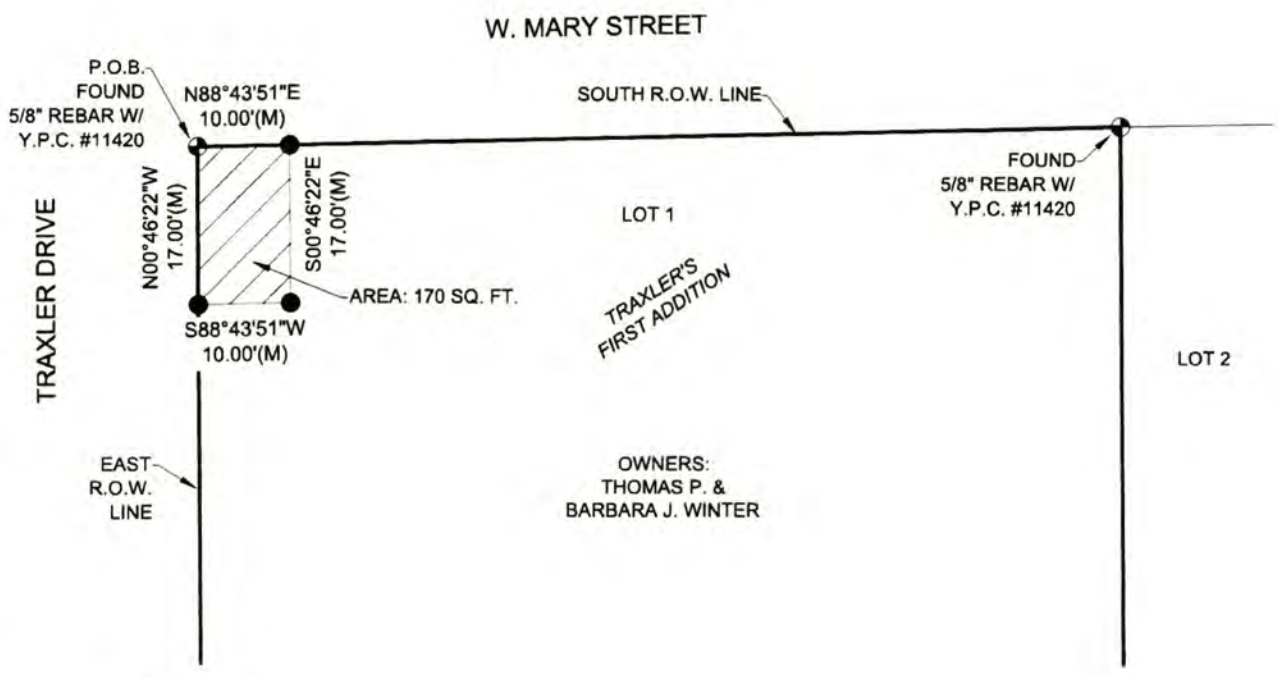 W. MARY STREET
P.O.B.
FOUND
5/8" REBAR W/
Y.P.C. #11420
N88°43'51"E
10.00'(M)
SOUTH R.O.W. LINE
FOUND
5/8" REBAR W/
Y.P.C. #11420
TRAXLER DRIVE
N00°46'22"W
17.00'(M)
S00°46'22"E
17.00'(M)
LOT 1
AREA: 170 SQ. FT.
TRAXLER'S
FIRST ADDITION
S88°43'51"W
10.00'(M)
LOT 2
EAST
R.O.W.
LINE
OWNERS:
THOMAS P. &
BARBARA J. WINTER